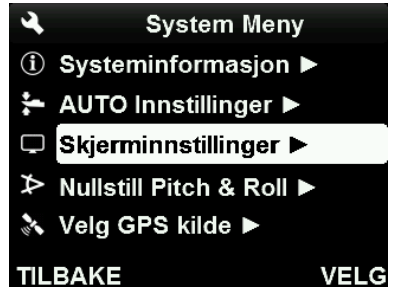 System Meny
Systeminformasjon ▶
AUTO Innstillinger ▶
Skjerminnstillinger ▶
Nullstill Pitch & Roll ▶
Velg GPS kilde ▶
TILBAKE VELG